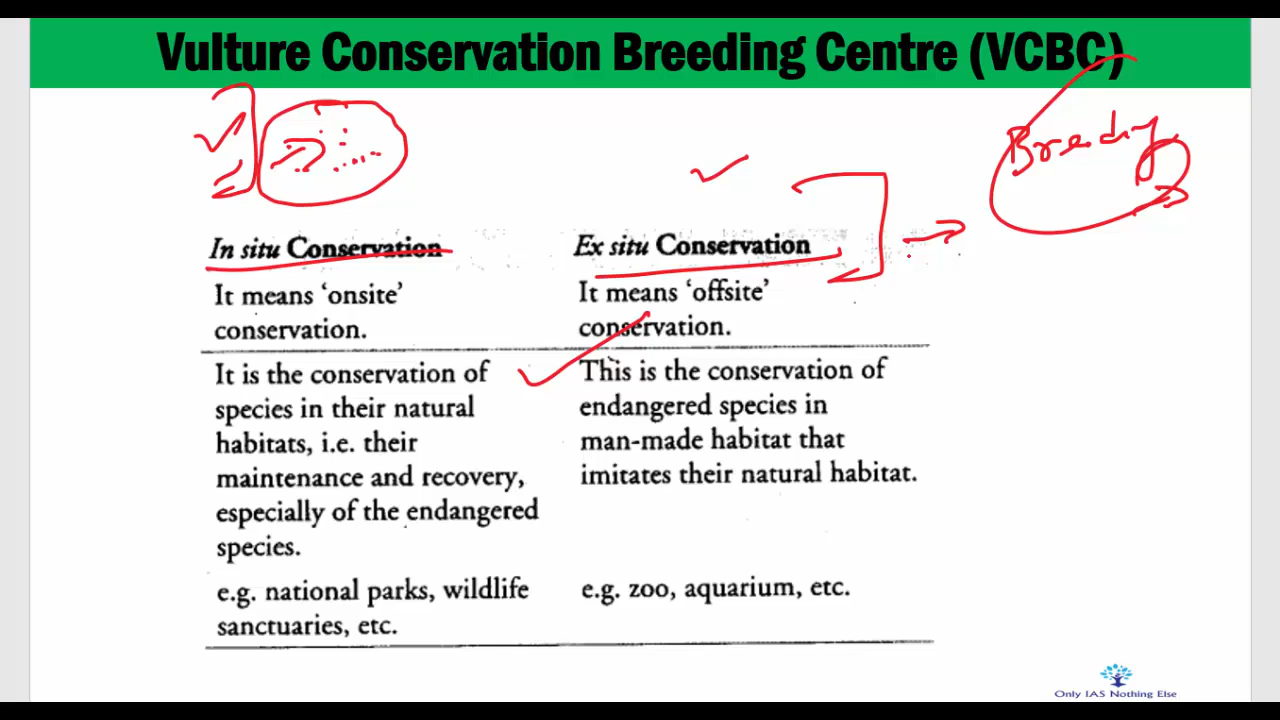 Vulture Conservation Breeding Centre (VCBC)
Breeding
In situ Conservation
It means 'onsite'
conservation.
It is the conservation of
species in their natural
habitats, i.e. their
maintenance and recovery,
especially of the endangered
species.
e.g. national parks, wildlife
sanctuaries, etc.
Ex situ Conservation
It means 'offsite'
conservation.
This is the conservation of
endangered species in
man-made habitat that
imitates their natural habitat.
e.g. zoo, aquarium, etc.
Only IAS Nothing Else